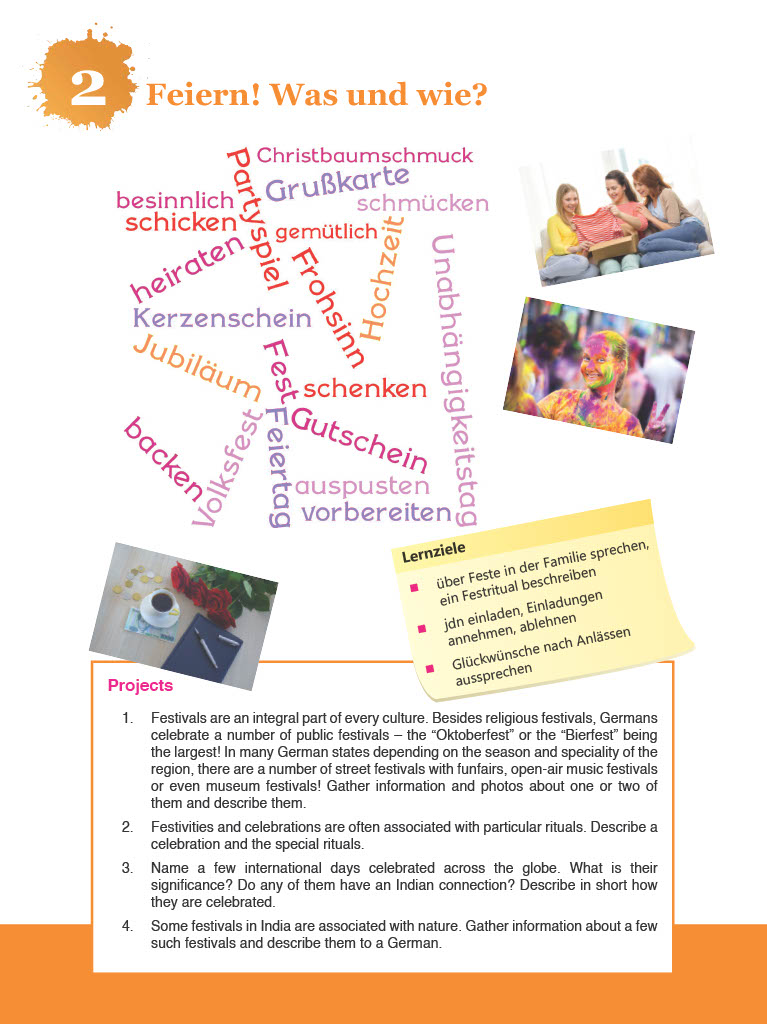 2
Feiern! Was und wie?
Christbaumschmuck
Partyspiel
Grußkarte
besinnlich
schmücken
schicken
gemütlich
heiraten
Frohsinn
Hochzeit
Unabhängigkeitstag
Kerzenschein
Jubiläum
Fest
schenken
backen
Volksfest
Feiertag
Gutschein
auspusten
vorbereiten
Lernziele
über Feste in der Familie sprechen,
ein Festritual beschreiben
jdn einladen, Einladungen
annehmen, ablehnen
Glückwünsche nach Anlässen
aussprechen
Projects
1. Festivals are an integral part of every culture. Besides religious festivals, Germans
celebrate a number of public festivals – the “Oktoberfest” or the “Bierfest” being
the largest! In many German states depending on the season and speciality of the
region, there are a number of street festivals with funfairs, open-air music festivals
or even museum festivals! Gather information and photos about one or two of
them and describe them.
2. Festivities and celebrations are often associated with particular rituals. Describe a
celebration and the special rituals.
3. Name a few international days celebrated across the globe. What is their
significance? Do any of them have an Indian connection? Describe in short how
they are celebrated.
4. Some festivals in India are associated with nature. Gather information about a few
such festivals and describe them to a German.